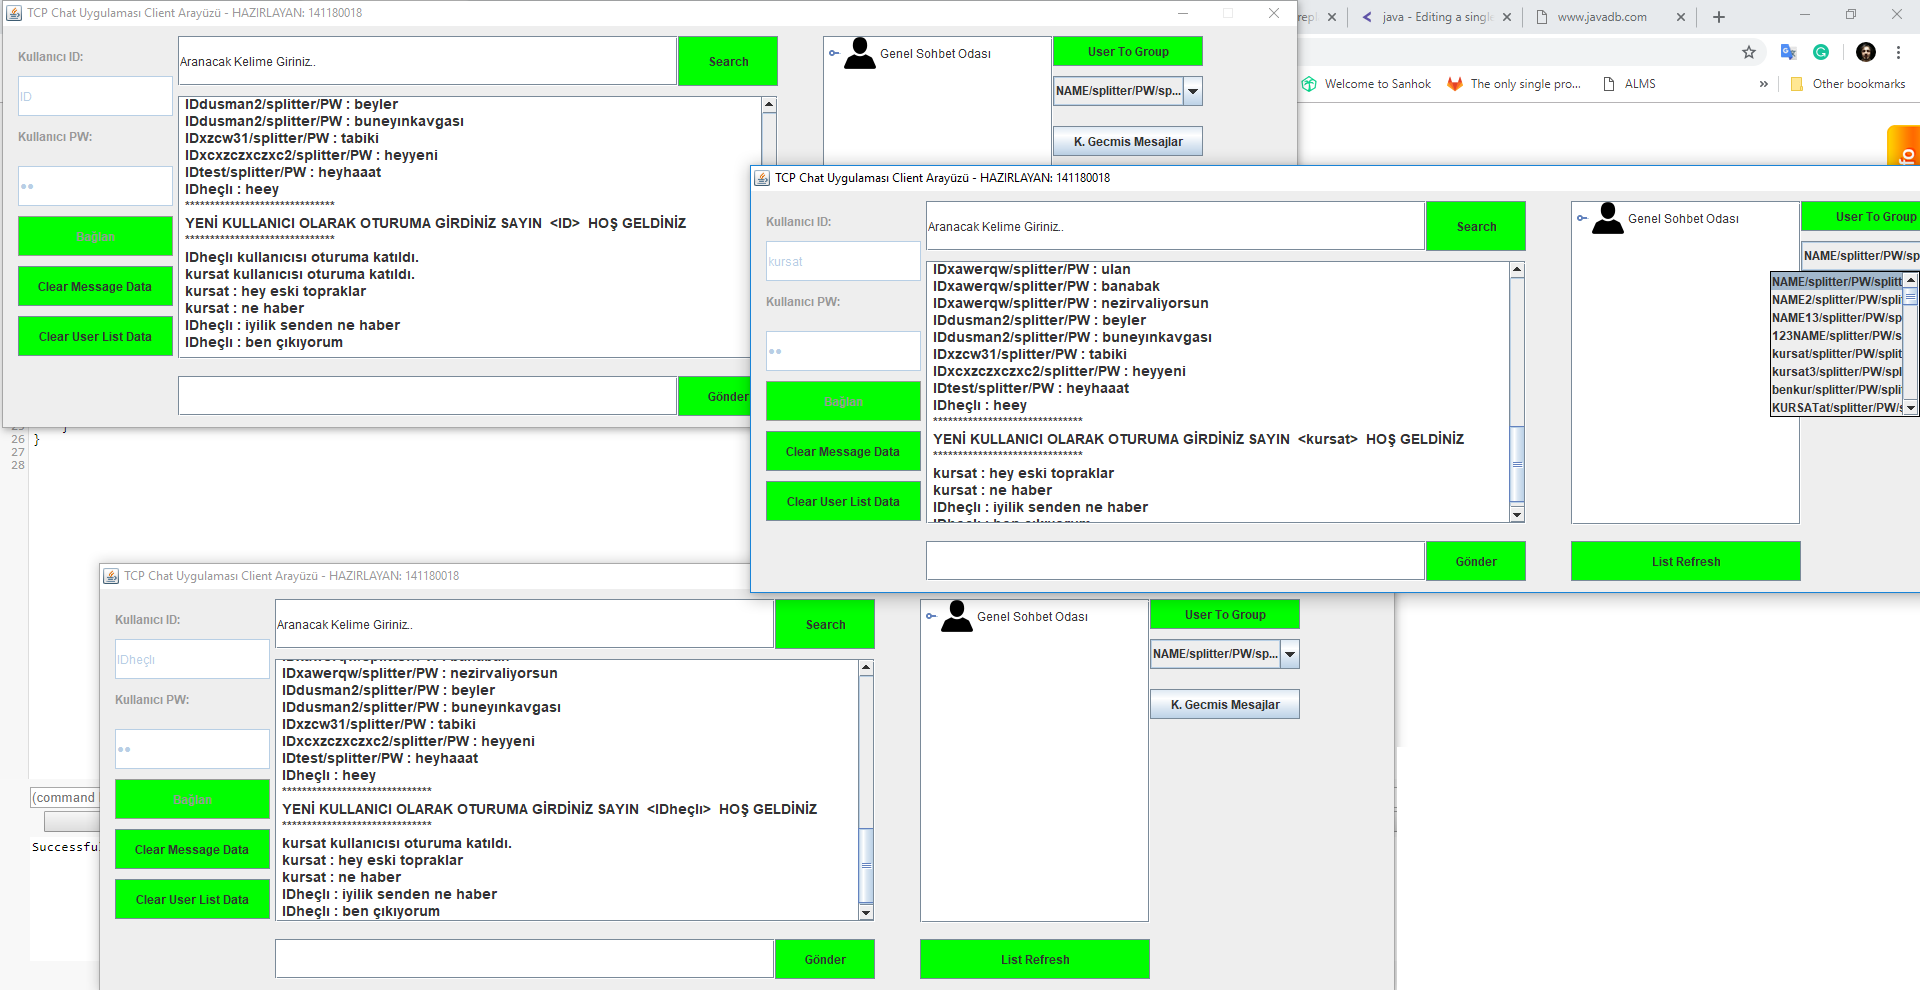 TCP Chat Uygulaması Client Arayüzü - HAZIRLAYAN: 141180018
Kullanıcı ID:
ID
Kullanıcı PW:
Bağlan
Clear Message Data
Clear User List Data
Aranacak Kelime Giriniz..
Search
IDdusman2/splitter/PW : beyler
IDdusman2/splitter/PW : buneyınkavgası
IDxzcw31/splitter/PW : tabiki
IDxcxzczxczxc2/splitter/PW : heyyeni
IDtest/splitter/PW : heyhaaat
IDheçlı : heey
******************************
YENİ KULLANICI OLARAK OTURUMA GİRDİNİZ SAYIN  <ID>  HOŞ GELDİNİZ
******************************
IDheçlı kullanıcısı oturuma katıldı.
kursat kullanıcısı oturuma katıldı.
kursat : hey eski topraklar
kursat : ne haber
IDheçlı : iyilik senden ne haber
IDheçlı : ben çıkıyorum
Gönder
Genel Sohbet Odası
User To Group
NAME/splitter/PW/sp...
K. Gecmis Mesajlar
java - Editing a single
www.javadb.com
Welcome to Sanhok
The only single pro...
ALMS
»
Other bookmarks
TCP Chat Uygulaması Client Arayüzü - HAZIRLAYAN: 141180018
Kullanıcı ID:
kursat
Kullanıcı PW:
Bağlan
Clear Message Data
Clear User List Data
Aranacak Kelime Giriniz..
Search
IDxawerqw/splitter/PW : ulan
IDxawerqw/splitter/PW : banabak
IDxawerqw/splitter/PW : nezirvaliyorsun
IDdusman2/splitter/PW : beyler
IDdusman2/splitter/PW : buneyınkavgası
IDxzcw31/splitter/PW : tabiki
IDxcxzczxczxc2/splitter/PW : heyyeni
IDtest/splitter/PW : heyhaaat
IDheçlı : heey
******************************
YENİ KULLANICI OLARAK OTURUMA GİRDİNİZ SAYIN  <kursat>  HOŞ GELDİNİZ
******************************
kursat : hey eski topraklar
kursat : ne haber
IDheçlı : iyilik senden ne haber
IDheçlı : ben çıkıyorum
Gönder
Genel Sohbet Odası
List Refresh
User To Group
NAME/splitter/PW/sp
NAME/splitter/PW/splitt
NAME2/splitter/PW/spli
NAME13/splitter/PW/sp
123NAME/splitter/PW/s
kursat/splitter/PW/split
kursat3/splitter/PW/spl
benkur/splitter/PW/spli
KURSATat/splitter/PW/s
26 }
27
28
(command
Successfu
TCP Chat Uygulaması Client Arayüzü - HAZIRLAYAN: 141180018
Kullanıcı ID:
IDheçlı
Kullanıcı PW:
Bağlan
Clear Message Data
Clear User List Data
Aranacak Kelime Giriniz..
Search
IDxawerqw/splitter/PW : banabak
IDxawerqw/splitter/PW : nezirvaliyorsun
IDdusman2/splitter/PW : beyler
IDdusman2/splitter/PW : buneyınkavgası
IDxzcw31/splitter/PW : tabiki
IDxcxzczxczxc2/splitter/PW : heyyeni
IDtest/splitter/PW : heyhaaat
IDheçlı : heey
******************************
YENİ KULLANICI OLARAK OTURUMA GİRDİNİZ SAYIN  <IDheçlı>  HOŞ GELDİNİZ
******************************
kursat kullanıcısı oturuma katıldı.
kursat : hey eski topraklar
kursat : ne haber
IDheçlı : iyilik senden ne haber
IDheçlı : ben çıkıyorum
Gönder
Genel Sohbet Odası
List Refresh
User To Group
NAME/splitter/PW/sp...
K. Gecmis Mesajlar